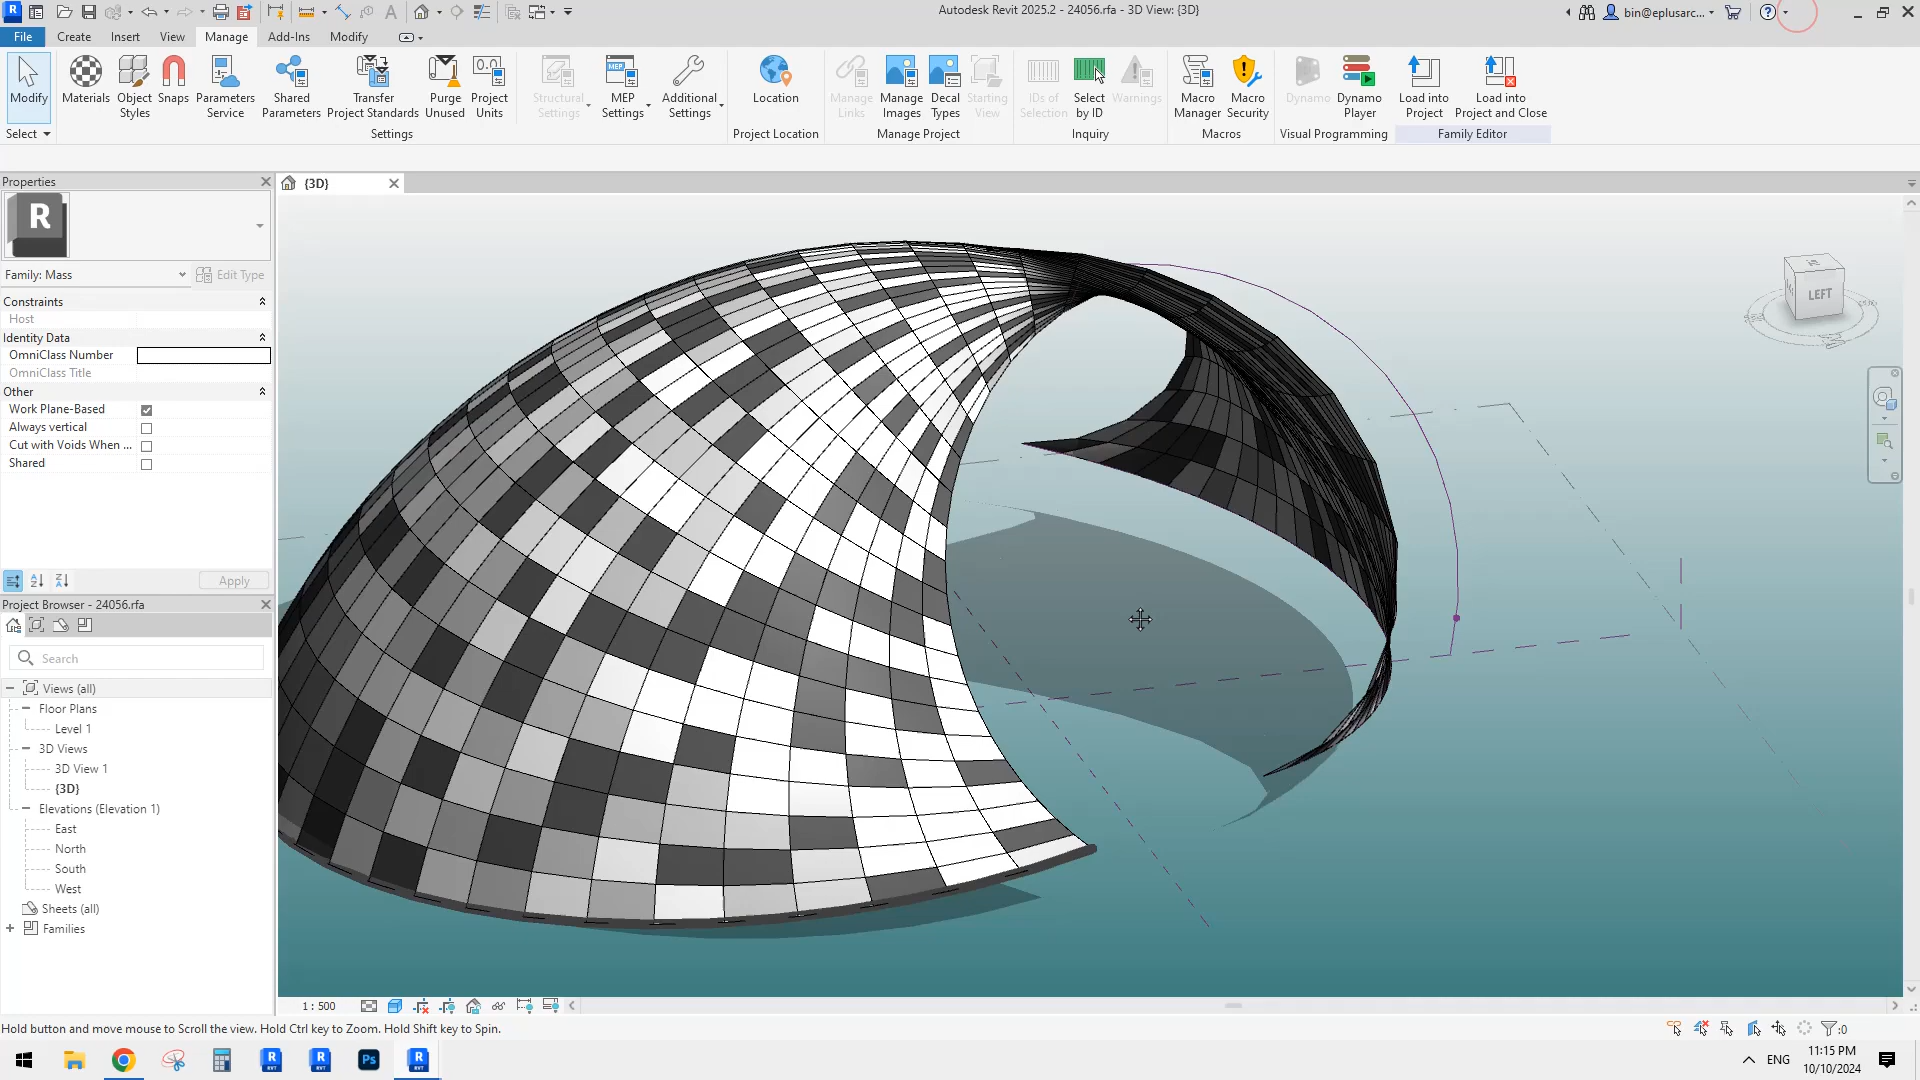 Autodesk Revit 2025.2 - 24056.rfa - 3D View: {3D}
bin@eplusarc...
File Create Insert View Manage Add-Ins Modify
Modify
Materials
Object Styles
Snaps
Parameters Service
Shared Parameters
Transfer Project Standards
Purge Unused
Project Units
Structural Settings
MEP Settings
Additional Settings
Location
Manage Links
Manage Images
Decal Types
Starting View
IDs of Selection
Select by ID
Warnings
Macro Manager
Macro Security
Dynamo
Dynamo Player
Load into Project
Load into Project and Close
Select
Settings
Project Location
Manage Project
Inquiry
Macros
Visual Programming
Family Editor
Properties
{3D}
R
Family: Mass
Edit Type
Constraints
Host
Identity Data
OmniClass Number
OmniClass Title
Other
Work Plane-Based
Always vertical
Cut with Voids When ...
Shared
Apply
Project Browser - 24056.rfa
Search
Views (all)
Floor Plans
Level 1
3D Views
3D View 1
{3D}
Elevations (Elevation 1)
East
North
South
West
Sheets (all)
Families
LEFT
1 : 500
Hold button and move mouse to Scroll the view. Hold Ctrl key to Zoom. Hold Shift key to Spin.
:0
Ps
ENG
11:15 PM
10/10/2024